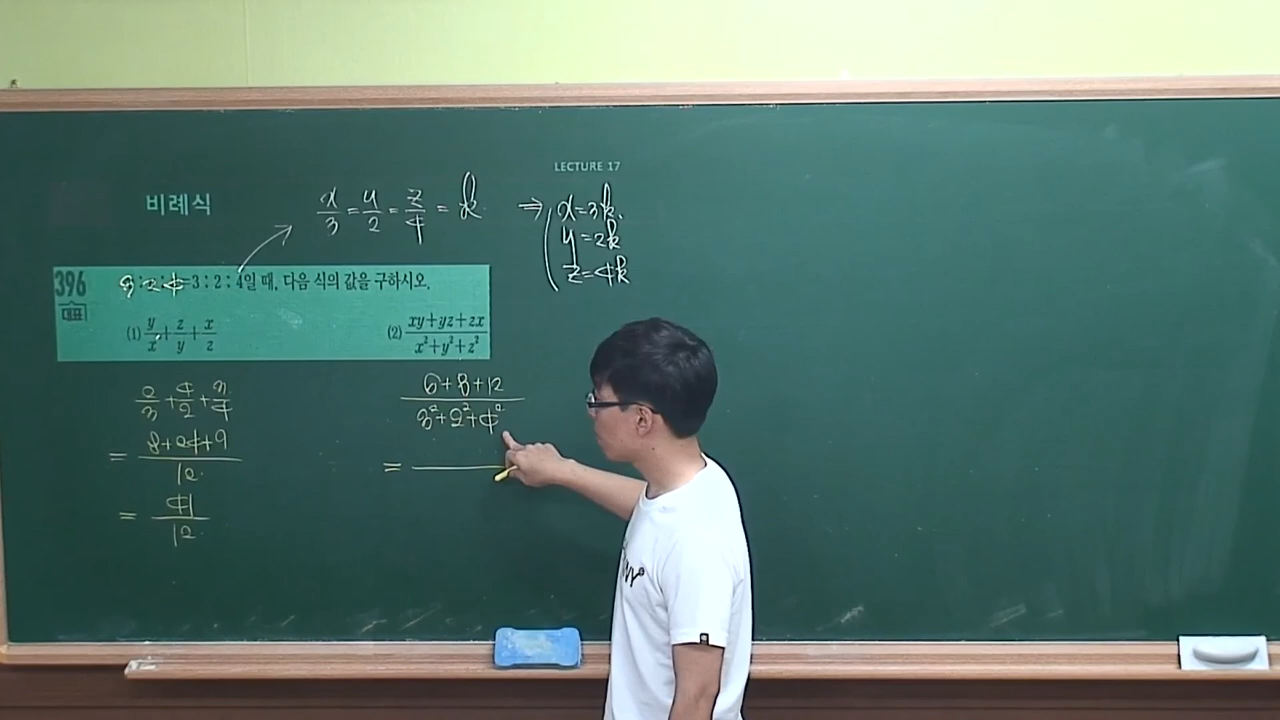 LECTURE 17
비례식
x/3 = y/2 = z/4 = k ⇒ x=3k.
y=2k
z=4k
396 =3 : 2 : 4일 때, 다음 식의 값을 구하시오.
대표
(1) y/x + z/y + x/z (2) (xy+yz+zx)/(x²+y²+z²)
2/3 + 4/2 + 3/4
= (8+24+9)/12
= 41/12
(6+8+12)/(3²+2²+4²)
=